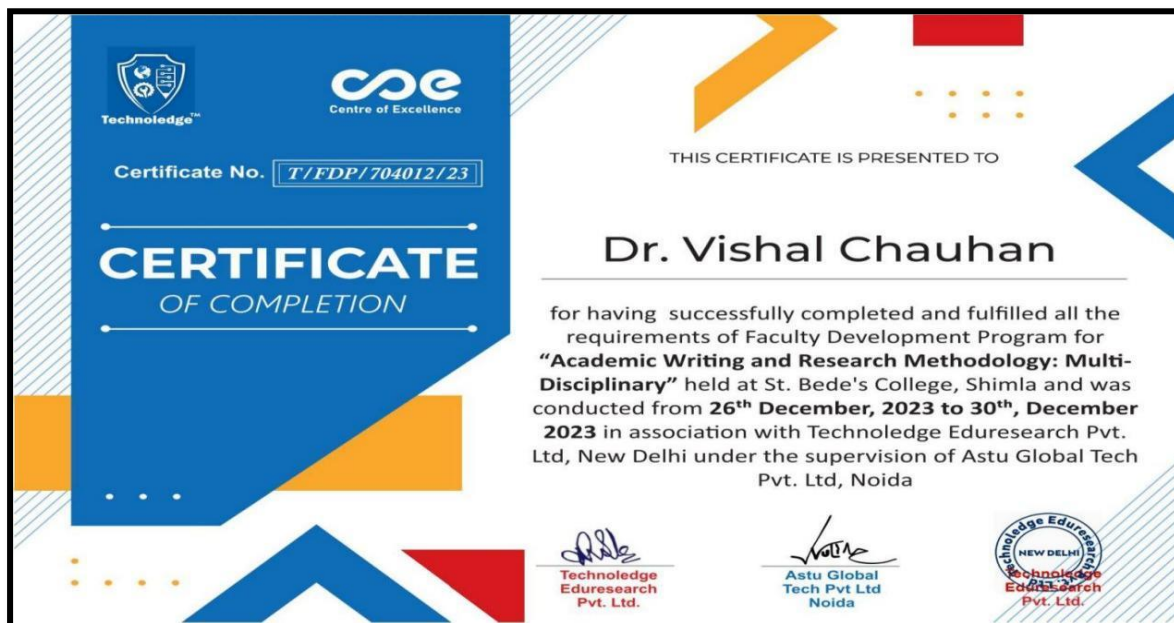 Technoledge™
coe
Centre of Excellence
Certificate No. T/FDP/704012/23
CERTIFICATE
OF COMPLETION
THIS CERTIFICATE IS PRESENTED TO
Dr. Vishal Chauhan
for having successfully completed and fulfilled all the
requirements of Faculty Development Program for
“Academic Writing and Research Methodology: Multi-
Disciplinary” held at St. Bede's College, Shimla and was
conducted from 26th December, 2023 to 30th, December
2023 in association with Technoledge Eduresearch Pvt.
Ltd, New Delhi under the supervision of Astu Global Tech
Pvt. Ltd, Noida
Technoledge
Eduresearch
Pvt. Ltd.
Astu Global
Tech Pvt Ltd
Noida
Technoledge Eduresearch
NEW DELHI
Technoledge
Eduresearch
Pvt. Ltd.